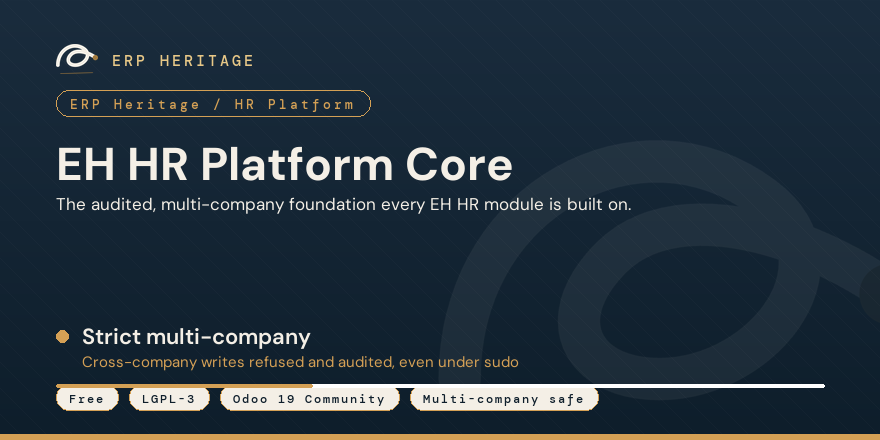 ERP HERITAGE
ERP Heritage / HR Platform
EH HR Platform Core
The audited, multi-company foundation every EH HR module is built on.
Strict multi-company
Cross-company writes refused and audited, even under sudo
Free LGPL-3 Odoo 19 Community Multi-company safe